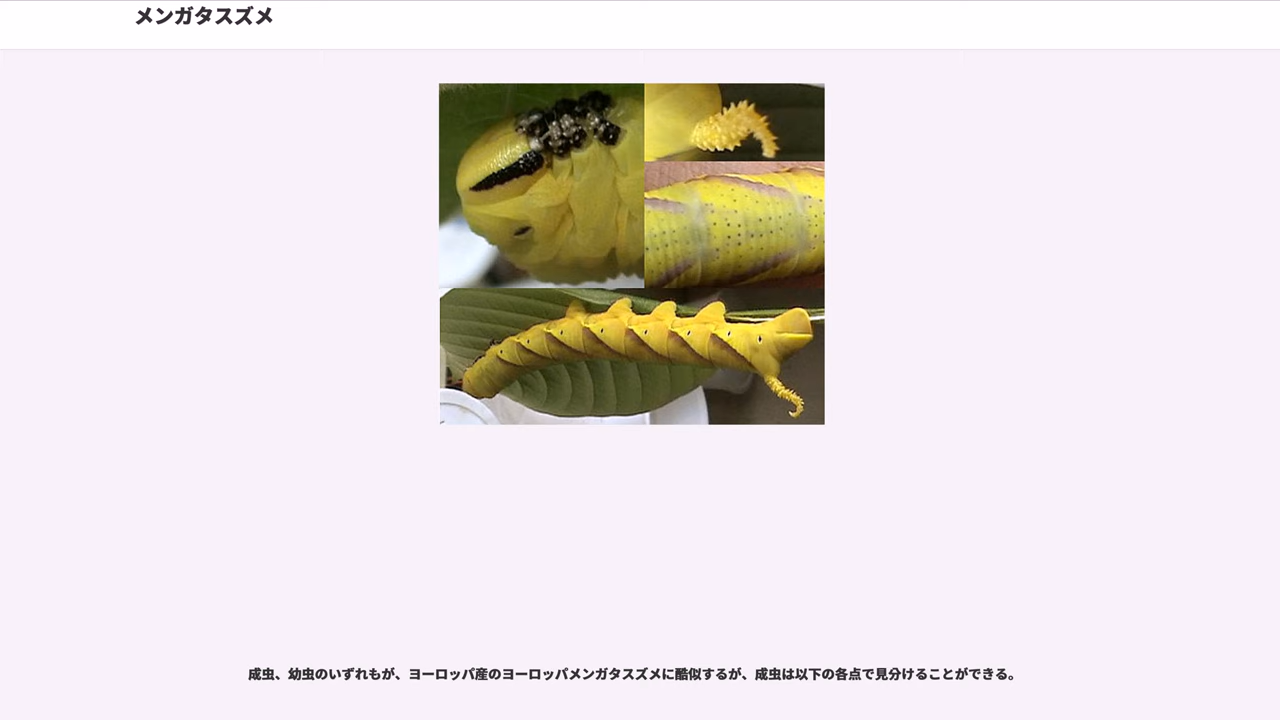 メンガタスズメ
成虫、幼虫のいずれもが、ヨーロッパ産のヨーロッパメンガタスズメに酷似するが、成虫は以下の各点で見分けることができる。